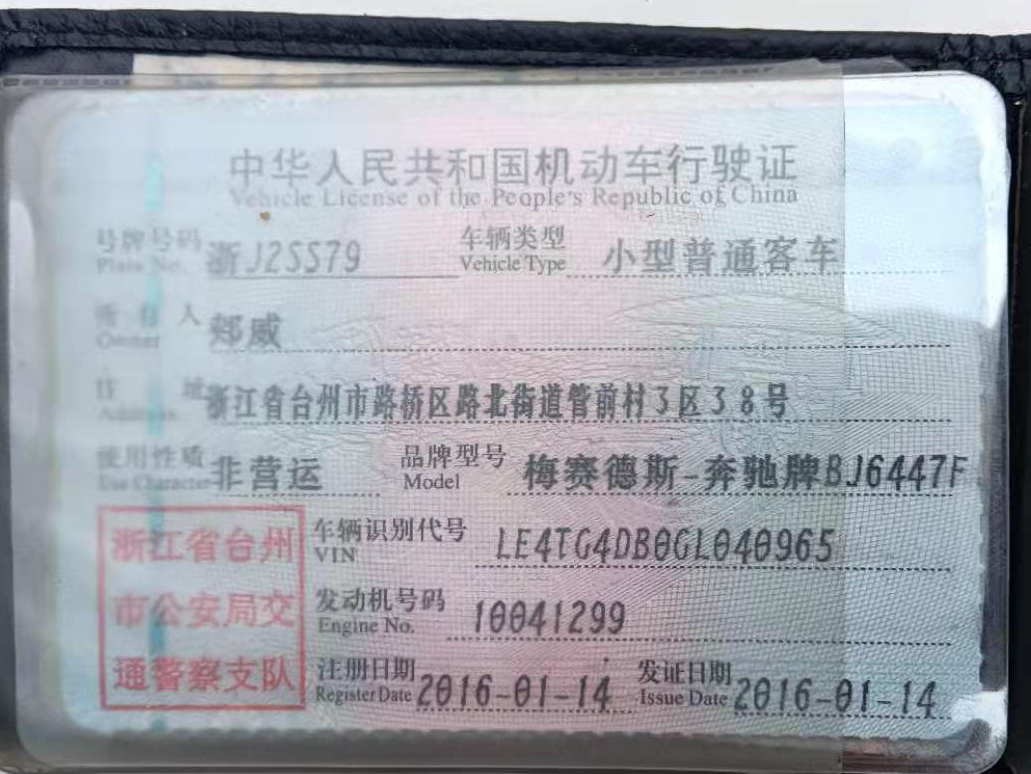 中华人民共和国机动车行驶证
Vehicle License of the People's Republic of China
号牌号码 浙J2SS79 车辆类型 小型普通客车
Plate No. Vehicle Type
所有人 郏威
Owner
住址 浙江省台州市路桥区路北街道管前村3区38号
Address
使用性质 非营运 品牌型号 梅赛德斯-奔驰牌BJ6447F
Use Character Model
浙江省台州 车辆识别代号 LE4TG4DB0GL040965
VIN
市公安局交 发动机号码 10041299
Engine No.
通警察支队 注册日期 2016-01-14 发证日期 2016-01-14
Register Date Issue Date